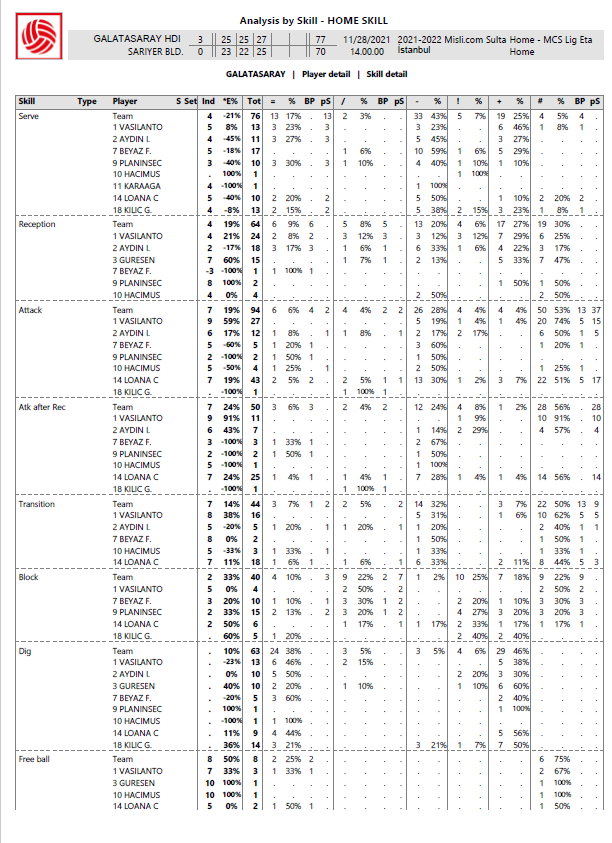 Analysis by Skill - HOME SKILL
GALATASARAY HDI 3 25 25 27 77 11/28/2021 2021-2022 Misli.com Sulta Home - MCS Lig Eta
SARIYER BLD. 0 23 22 25 70 14.00.00 İstanbul Home
GALATASARAY | Player detail | Skill detail
Skill Type Player S Set Ind *E% Tot = % BP pS / % BP pS - % ! % + % # % BP pS
Serve Team 4 -21% 76 13 17% . 13 2 3% . . 33 43% 5 7% 19 25% 4 5% 4 .
1 VASILANTO 5 8% 13 3 23% . 3 . . . . 3 23% . . 6 46% 1 8% 1 .
2 AYDIN I. 4 -45% 11 3 27% . 3 . . . . 5 45% . . 3 27% . . . .
7 BEYAZ F. 5 -18% 17 . . . . 1 6% . . 10 59% 1 6% 5 29% . . . .
9 PLANINSEC 3 -40% 10 3 30% . 3 1 10% . . 4 40% 1 10% 1 10% . . . .
10 HACIMUS . 100% 1 . . . . . . . . . . 1 100% . . . . . .
11 KARAAGA 4 -100% 1 . . . . . . . . 1 100% . . . . . . . .
14 LOANA C 5 -40% 10 2 20% . 2 . . . . 5 50% . . 1 10% 2 20% 2 .
18 KILIC G. 4 -8% 13 2 15% . 2 . . . . 5 38% 2 15% 3 23% 1 8% 1 .
Reception Team 4 19% 64 6 9% 6 . 5 8% 5 . 13 20% 4 6% 17 27% 19 30% . .
1 VASILANTO 4 21% 24 2 8% 2 . 3 12% 3 . 3 12% 3 12% 7 29% 6 25% . .
2 AYDIN I. 2 -17% 18 3 17% 3 . 1 6% 1 . 6 33% 1 6% 4 22% 3 17% . .
3 GURESEN 7 60% 15 . . . . 1 7% 1 . 2 13% . . 5 33% 7 47% . .
7 BEYAZ F. -3 -100% 1 1 100% 1 . . . . . . . . . . . . . . .
9 PLANINSEC 8 100% 2 . . . . . . . . . . . . 1 50% 1 50% . .
10 HACIMUS 4 0% 4 . . . . . . . . 2 50% . . . . 2 50% . .
Attack Team 7 19% 94 6 6% 4 2 4 4% 2 2 26 28% 4 4% 4 4% 50 53% 13 37
1 VASILANTO 9 59% 27 . . . . . . . . 5 19% 1 4% 1 4% 20 74% 5 15
2 AYDIN I. 6 17% 12 1 8% . 1 1 8% . 1 2 17% 2 17% . . 6 50% 1 5
7 BEYAZ F. 5 -60% 5 1 20% 1 . . . . . 3 60% . . . . 1 20% 1 .
9 PLANINSEC 2 -100% 2 1 50% 1 . . . . . 1 50% . . . . . . . .
10 HACIMUS 5 -50% 4 1 25% . 1 . . . . 2 50% . . . . 1 25% 1 .
14 LOANA C 7 19% 43 2 5% 2 . 2 5% 1 1 13 30% 1 2% 3 7% 22 51% 5 17
18 KILIC G. . -100% 1 . . . . 1 100% 1 . . . . . . . . . . .
Atk after Rec Team 7 24% 50 3 6% 3 . 2 4% 2 . 12 24% 4 8% 1 2% 28 56% . 28
1 VASILANTO 9 91% 11 . . . . . . . . . . 1 9% . . 10 91% . 10
2 AYDIN I. 6 43% 7 . . . . . . . . 1 14% 2 29% . . 4 57% . 4
7 BEYAZ F. 3 -100% 3 1 33% 1 . . . . . 2 67% . . . . . . . .
9 PLANINSEC 2 -100% 2 1 50% 1 . . . . . 1 50% . . . . . . . .
10 HACIMUS 5 -100% 1 . . . . . . . . 1 100% . . . . . . . .
14 LOANA C 7 24% 25 1 4% 1 . 1 4% 1 . 7 28% 1 4% 1 4% 14 56% . 14
18 KILIC G. . -100% 1 . . . . 1 100% 1 . . . . . . . . . . .
Transition Team 7 14% 44 3 7% 1 2 2 5% . 2 14 32% . . 3 7% 22 50% 13 9
1 VASILANTO 8 38% 16 . . . . . . . . 5 31% . . 1 6% 10 62% 5 5
2 AYDIN I. 5 -20% 5 1 20% . 1 1 20% . 1 1 20% . . . . 2 40% 1 1
7 BEYAZ F. 8 0% 2 . . . . . . . . 1 50% . . . . 1 50% 1 .
10 HACIMUS 5 -33% 3 1 33% . 1 . . . . 1 33% . . . . 1 33% 1 .
14 LOANA C 7 11% 18 1 6% 1 . 1 6% . 1 6 33% . . 2 11% 8 44% 5 3
Block Team 2 33% 40 4 10% . 3 9 22% 2 7 1 2% 10 25% 7 18% 9 22% 9 .
1 VASILANTO 5 0% 4 . . . . 2 50% . 2 . . . . . . 2 50% 2 .
7 BEYAZ F. 3 20% 10 1 10% . 1 3 30% 1 2 . . 2 20% 1 10% 3 30% 3 .
9 PLANINSEC 2 33% 15 2 13% . 2 3 20% 1 2 . . 4 27% 3 20% 3 20% 3 .
14 LOANA C 2 50% 6 . . . . 1 17% . 1 1 17% 2 33% 1 17% 1 17% 1 .
18 KILIC G. . 60% 5 1 20% . . . . . . . . 2 40% 2 40% . . . .
Dig Team . 10% 63 24 38% . . 3 5% . . 3 5% 4 6% 29 46% . . . .
1 VASILANTO . -23% 13 6 46% . . 2 15% . . . . . . 5 38% . . . .
2 AYDIN I. . 0% 10 5 50% . . . . . . . . 2 20% 3 30% . . . .
3 GURESEN . 40% 10 2 20% . . 1 10% . . . . 1 10% 6 60% . . . .
7 BEYAZ F. . -20% 5 3 60% . . . . . . . . . . 2 40% . . . .
9 PLANINSEC . 100% 1 . . . . . . . . . . . . 1 100% . . . .
10 HACIMUS . -100% 1 1 100% . . . . . . . . . . . . . . . .
14 LOANA C . 11% 9 4 44% . . . . . . . . . . 5 56% . . . .
18 KILIC G. . 36% 14 3 21% . . . . . . 3 21% 1 7% 7 50% . . . .
Free ball Team 8 50% 8 2 25% 2 . . . . . . . . . . . 6 75% . .
1 VASILANTO 7 33% 3 1 33% 1 . . . . . . . . . . . 2 67% . .
3 GURESEN 10 100% 1 . . . . . . . . . . . . . . 1 100% . .
10 HACIMUS 10 100% 1 . . . . . . . . . . . . . . 1 100% . .
14 LOANA C 5 0% 2 1 50% 1 . . . . . . . . . . . 1 50% . .